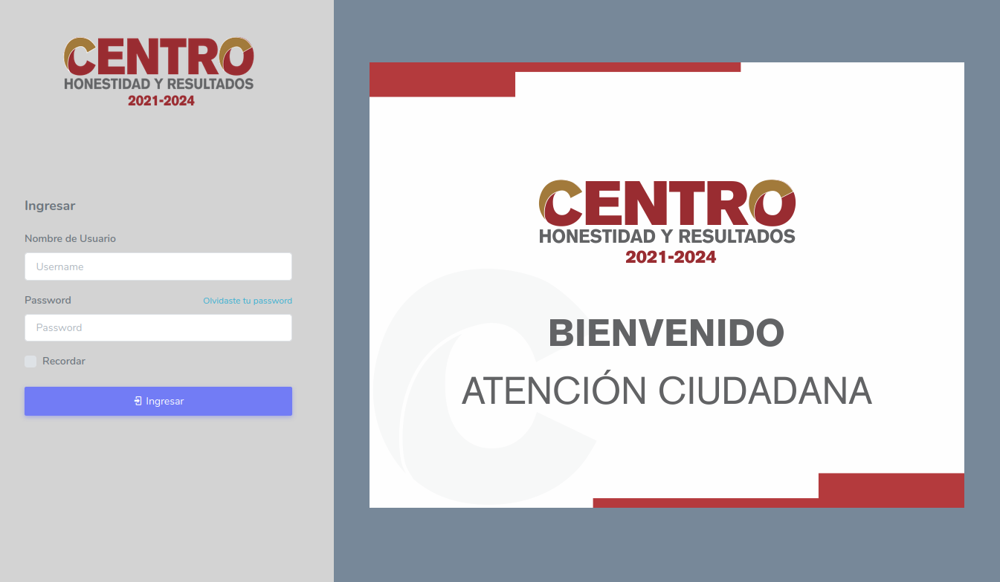 CENTRO
HONESTIDAD Y RESULTADOS
2021-2024
Ingresar
Nombre de Usuario
Username
Password
Olvidaste tu password
Password
Recordar
Ingresar
CENTRO
HONESTIDAD Y RESULTADOS
2021-2024
BIENVENIDO
ATENCIÓN CIUDADANA